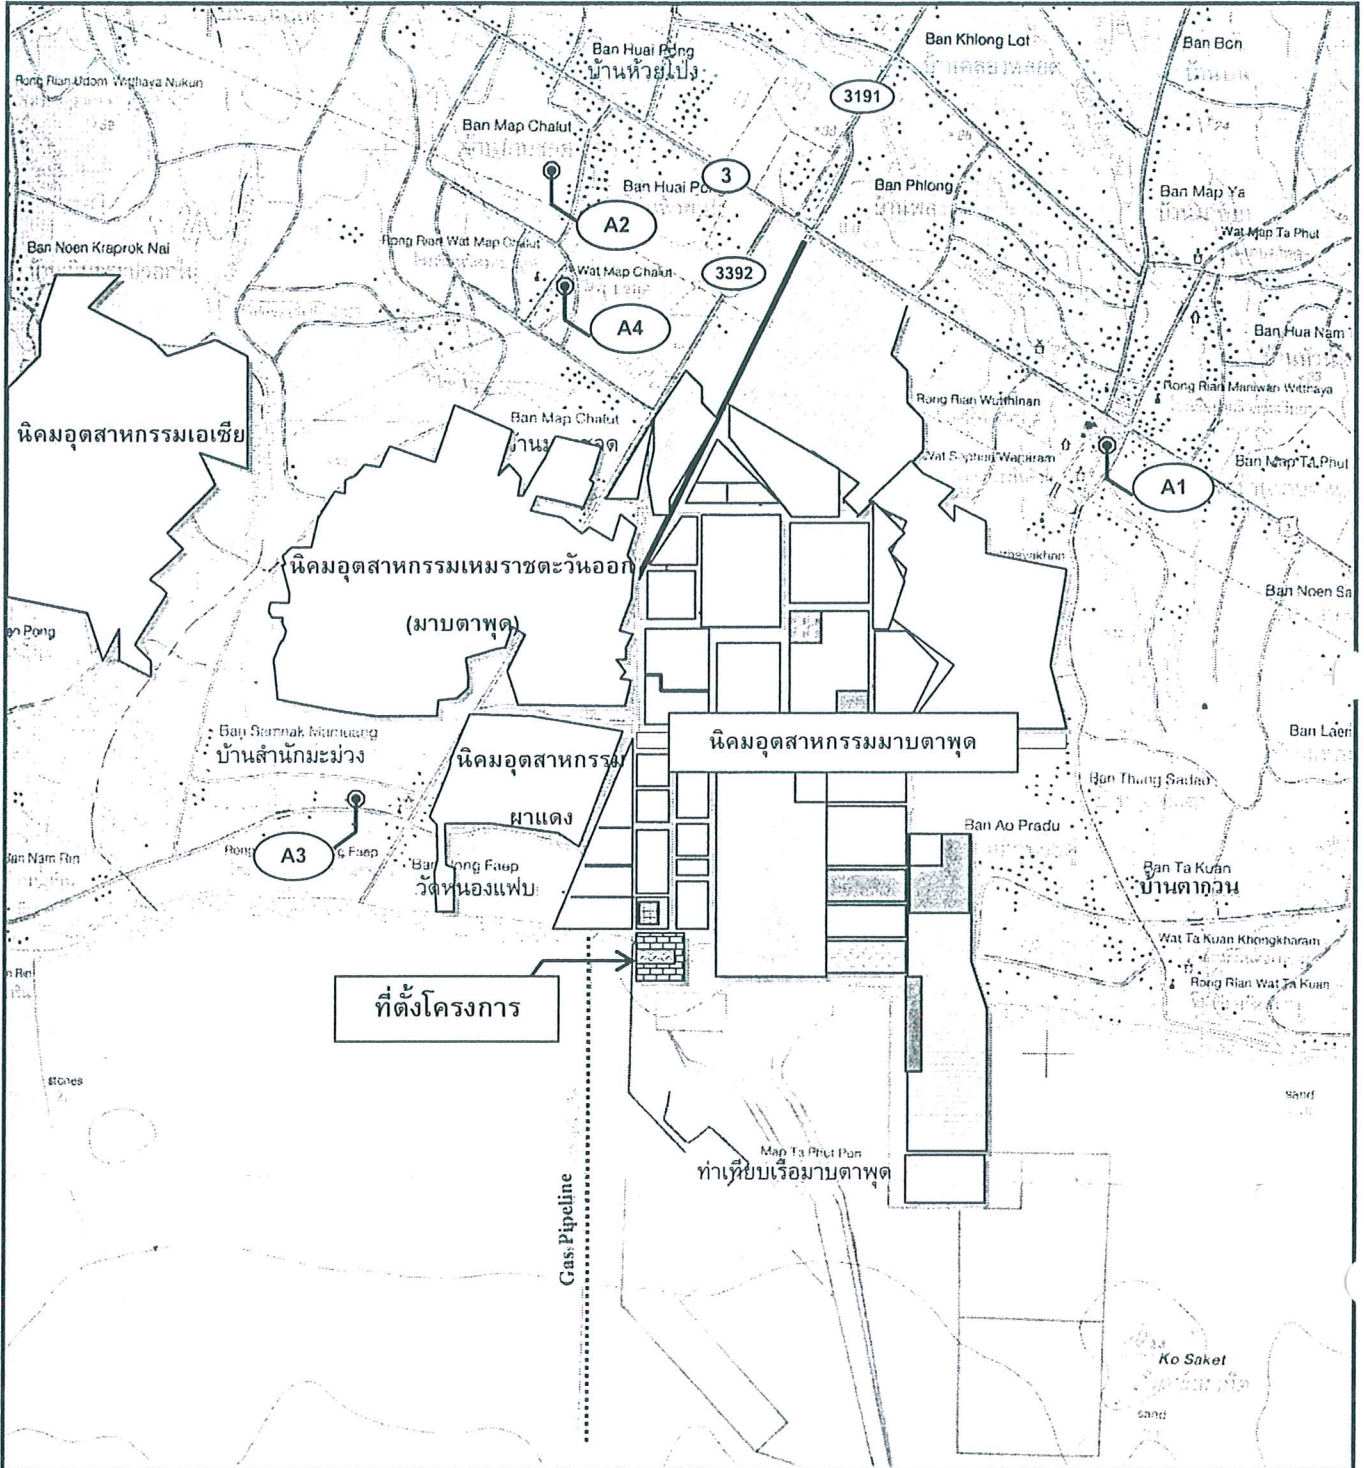 Ban Huai Pong
บ้านห้วยโป่ง
Ban Khlong Lot
Ban Bon
Rong Rian Udom Witthaya Nukun
3191
Ban Map Chalut
3
Ban Huai Pong
Ban Phlong
Ban Map Ya
A2
Wat Map Ta Phut
Ban Noen Kraprok Nai
Rong Rian Wat Map Chalut
Wat Map Chalut
3392
A4
Ban Hua Nam
Rong Rian Maniwan Witthaya
Rong Rian Wutthinan
Ban Map Chalut
นิคมอุตสาหกรรมเอเซีย
Wat Sophon Wanaram
Ban Map Ta Phut
A1
นิคมอุตสาหกรรมเหมราชตะวันออก
(มาบตาพุด)
Ban Noen Sa
en Pong
Ban Samnak Mamuang
บ้านสำนักมะม่วง
นิคมอุตสาหกรรม
ผาแดง
นิคมอุตสาหกรรมมาบตาพุด
Ban Laem
Ban Thung Sadao
Ban Ao Pradu
Ban Nam Rin
Rong
A3
g Faep
Ban
ong Faep
วัดหนองแฟบ
Ban Ta Kuan
บ้านตากวน
Wat Ta Kuan Khongkharam
Rong Rian Wat Ta Kuan
n Rin
ที่ตั้งโครงการ
stones
sand
Map Ta Phut Port
ท่าเทียบเรือมาบตาพุด
Gas Pipeline
Ko Saket
sand